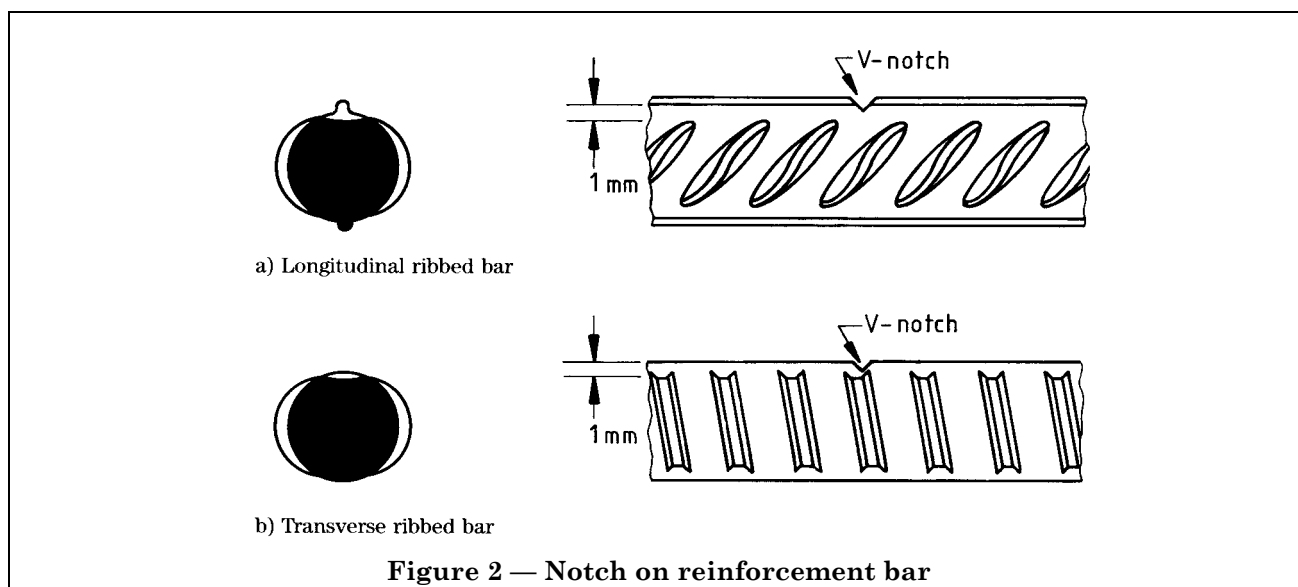 V-notch
1 mm
a) Longitudinal ribbed bar
V-notch
1 mm
b) Transverse ribbed bar
Figure 2 — Notch on reinforcement bar